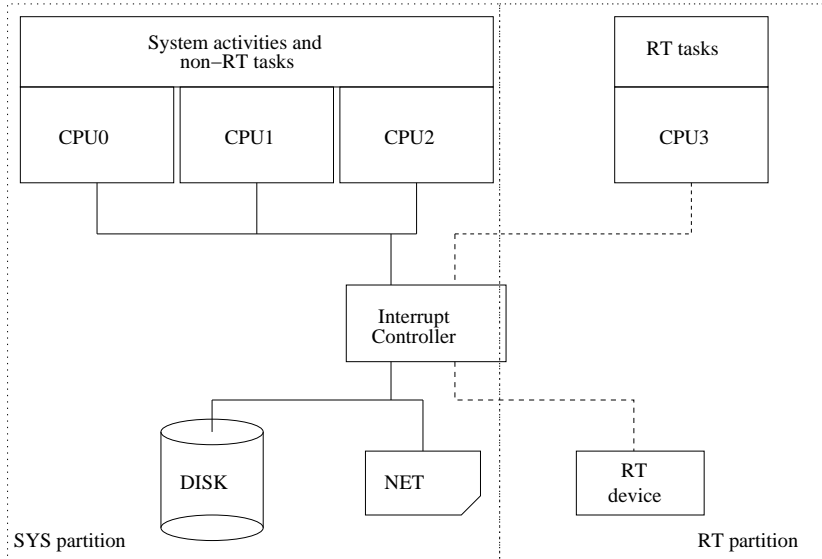 System activities and
non−RT tasks
RT tasks
CPU0
CPU1
CPU2
CPU3
Interrupt
Controller
DISK
NET
RT
device
SYS partition
RT partition